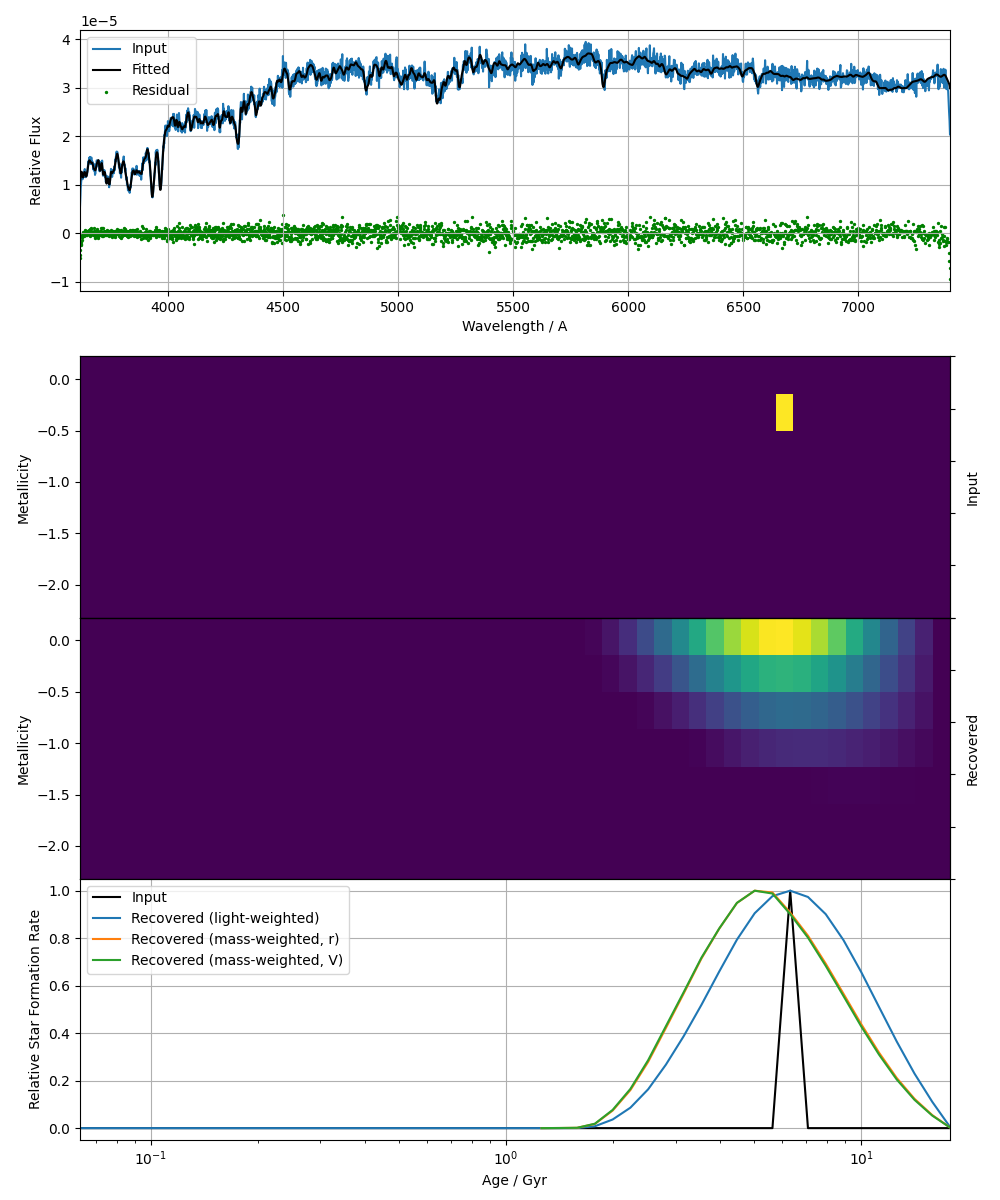 1e−5
4
3
2
1
0
−1
Relative Flux
Input
Fitted
Residual
4000 4500 5000 5500 6000 6500 7000
Wavelength / A
0.0
−0.5
−1.0
−1.5
−2.0
Metallicity
Input
0.0
−0.5
−1.0
−1.5
−2.0
Metallicity
Recovered
1.0
0.8
0.6
0.4
0.2
0.0
Relative Star Formation Rate
Input
Recovered (light-weighted)
Recovered (mass-weighted, r)
Recovered (mass-weighted, V)
10⁻¹ 10⁰ 10¹
Age / Gyr